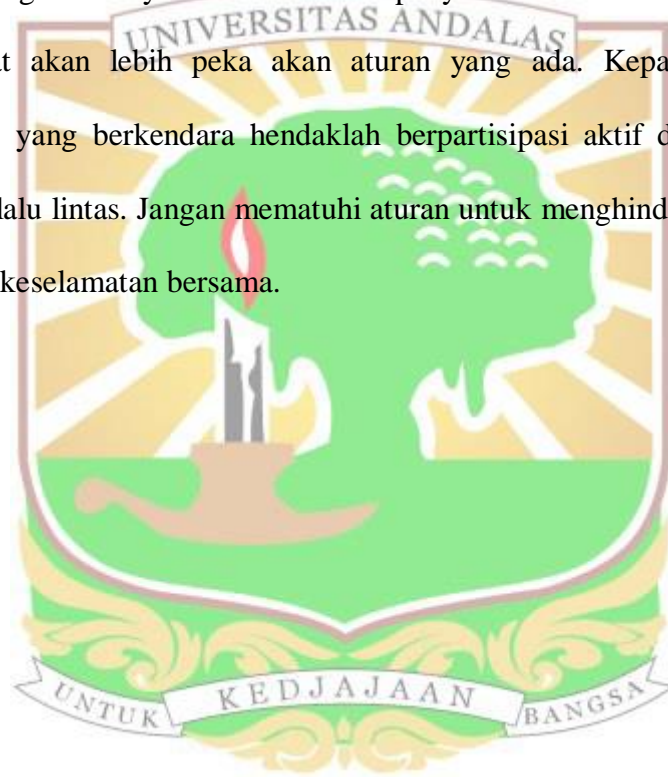 UNIVERSITAS ANDALAS
at akan lebih peka akan aturan yang ada. Kepa
yang berkendara hendaklah berpartisipasi aktif d
lalu lintas. Jangan mematuhi aturan untuk menghind
keselamatan bersama.
UNTUK KEDJAJAAN BANGSA